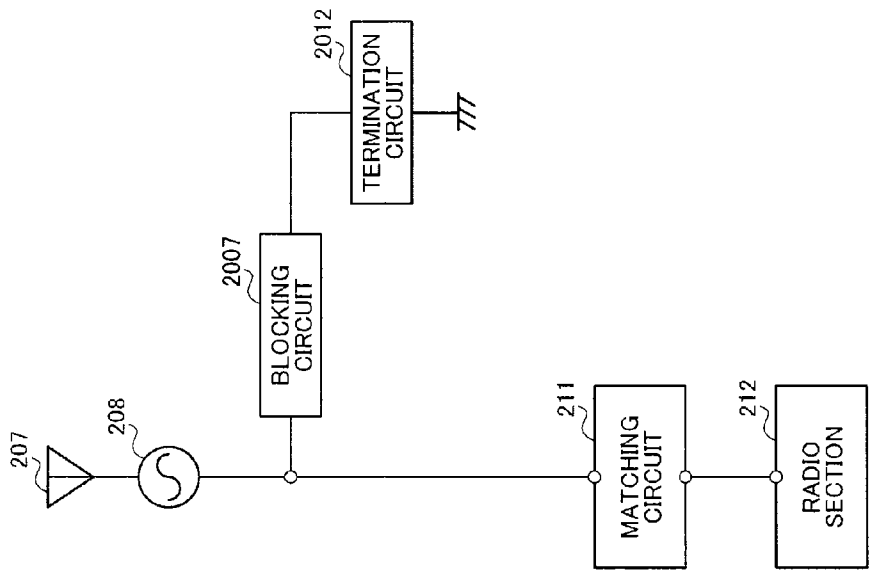 207
208
2007
BLOCKING
CIRCUIT
2012
TERMINATION
CIRCUIT
211
MATCHING
CIRCUIT
212
RADIO
SECTION